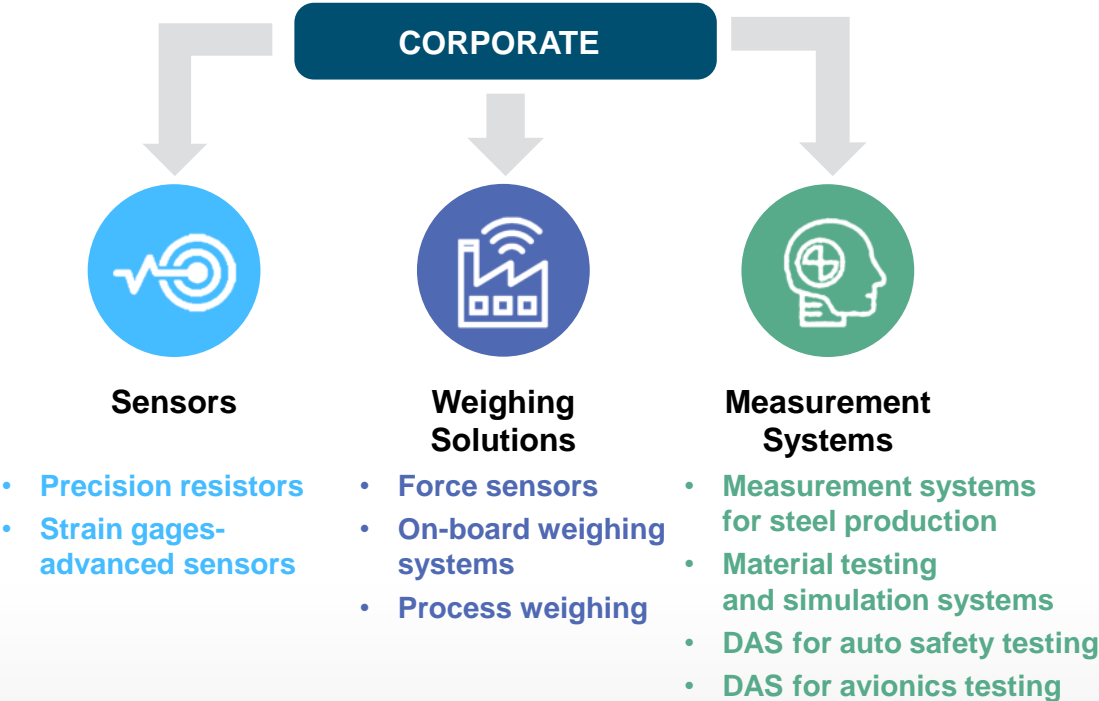 CORPORATE
Sensors
• Precision resistors
• Strain gages-
advanced sensors
Weighing
Solutions
• Force sensors
• On-board weighing
systems
• Process weighing
Measurement
Systems
• Measurement systems
for steel production
• Material testing
and simulation systems
• DAS for auto safety testing
• DAS for avionics testing